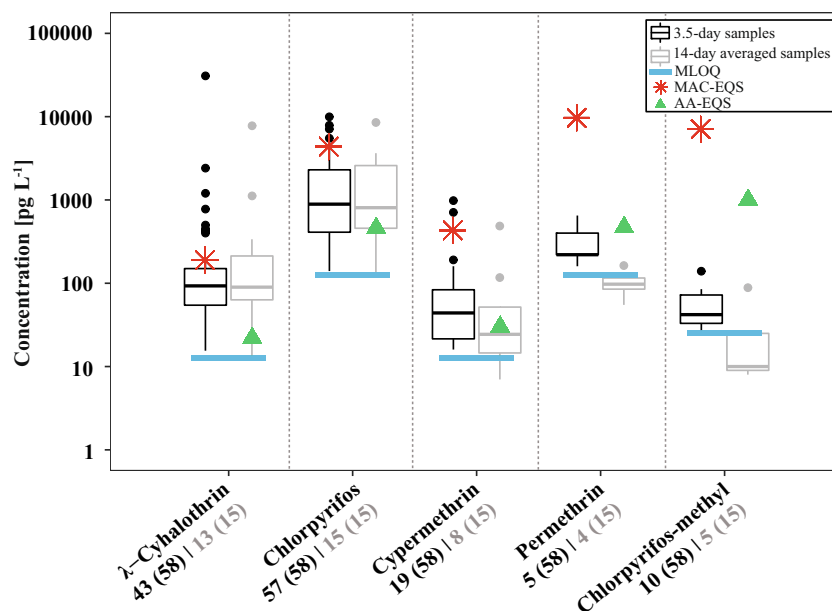 3.5-day samples
14-day averaged samples
MLOQ
MAC-EQS
AA-EQS
Concentration [pg L⁻¹]
100000
10000
1000
100
10
1
λ−Cyhalothrin
43 (58) | 13 (15)
Chlorpyrifos
57 (58) | 15 (15)
Cypermethrin
19 (58) | 8 (15)
Permethrin
5 (58) | 4 (15)
Chlorpyrifos-methyl
10 (58) | 5 (15)